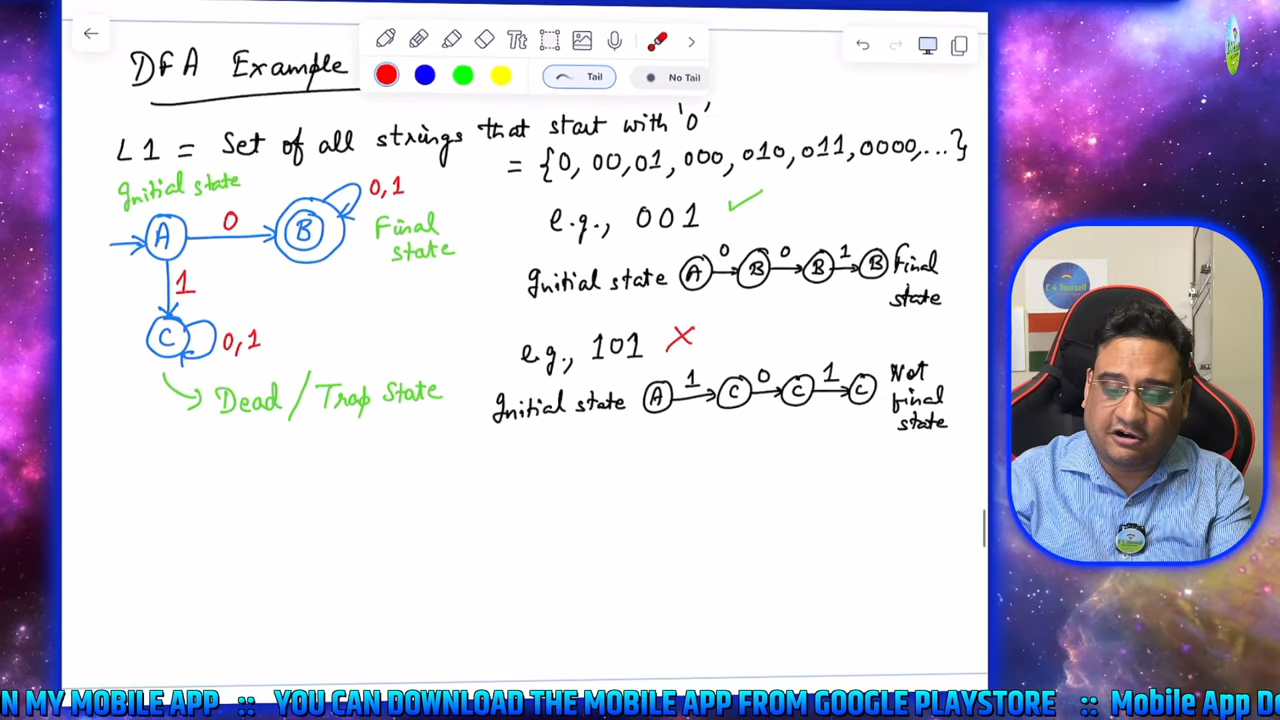 DFA Example
Tt
Tail
No Tail
L1 = Set of all strings that start with '0'
= {0, 00, 01, 000, 010, 011, 0000, ...}
Initial state
A
0
B
0,1
Final
state
1
C
0,1
Dead / Trap State
e.g., 001
Initial state A 0 B 0 B 1 B Final
state
e.g., 101
Initial state A 1 C 0 C 1 C Not
final
state
E 4 Yourself
N MY MOBILE APP :: YOU CAN DOWNLOAD THE MOBILE APP FROM GOOGLE PLAYSTORE :: Mobile App D